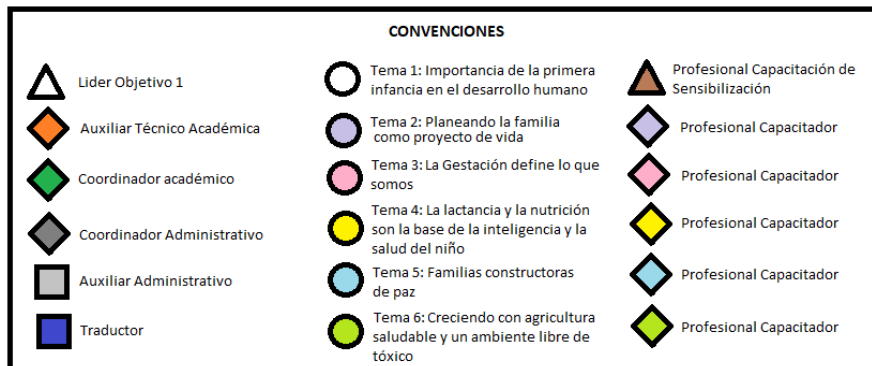 CONVENCIONES
Lider Objetivo 1
Auxiliar Técnico Académica
Coordinador académico
Coordinador Administrativo
Auxiliar Administrativo
Traductor
Tema 1: Importancia de la primera
infancia en el desarrollo humano
Tema 2: Planeando la familia
como proyecto de vida
Tema 3: La Gestación define lo que
somos
Tema 4: La lactancia y la nutrición
son la base de la inteligencia y la
salud del niño
Tema 5: Familias constructoras
de paz
Tema 6: Creciendo con agricultura
saludable y un ambiente libre de
tóxico
Profesional Capacitación de
Sensibilización
Profesional Capacitador
Profesional Capacitador
Profesional Capacitador
Profesional Capacitador
Profesional Capacitador